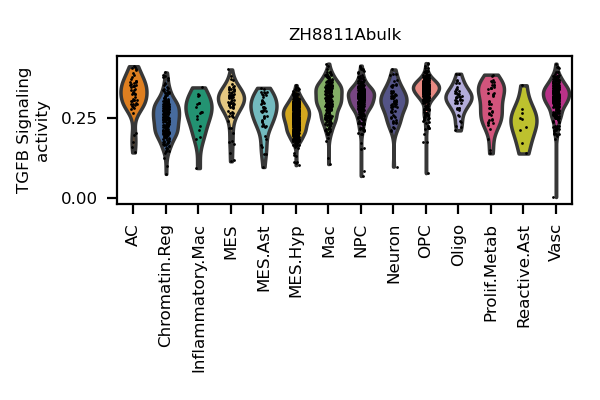 ZH8811Abulk
TGFB Signaling
activity
0.25
0.00
AC
Chromatin.Reg
Inflammatory.Mac
MES
MES.Ast
MES.Hyp
Mac
NPC
Neuron
OPC
Oligo
Prolif.Metab
Reactive.Ast
Vasc